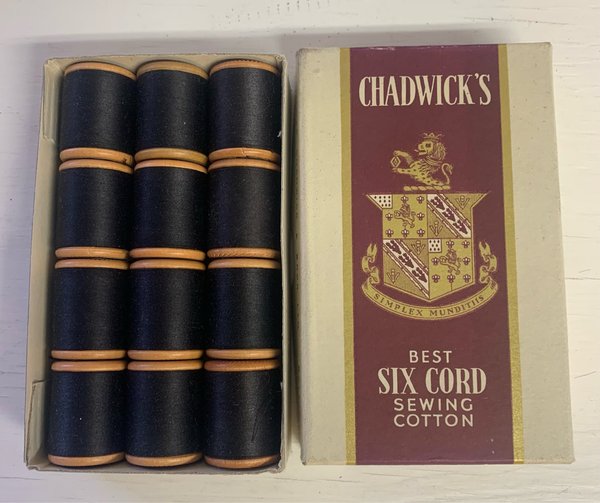 CHADWICK'S
SIMPLEX MUNDITIIS
BEST
SIX CORD
SEWING
COTTON